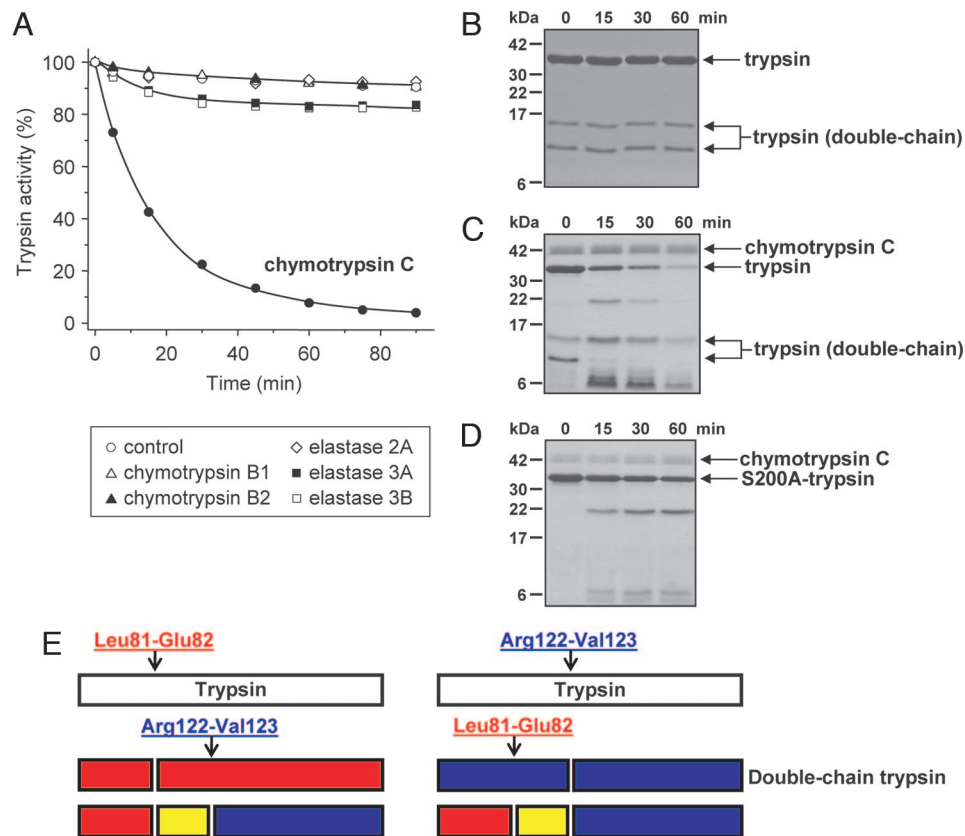 A
Trypsin activity (%)
100
80
60
40
20
0
chymotrypsin C
0 20 40 60 80
Time (min)
control
chymotrypsin B1
chymotrypsin B2
elastase 2A
elastase 3A
elastase 3B
B
kDa 0 15 30 60 min
42
30
22
17
6
trypsin
trypsin (double-chain)
C
kDa 0 15 30 60 min
42
30
22
17
6
chymotrypsin C
trypsin
trypsin (double-chain)
D
kDa 0 15 30 60 min
42
30
22
17
6
chymotrypsin C
S200A-trypsin
E
Leu81-Glu82
Trypsin
Arg122-Val123
Arg122-Val123
Trypsin
Leu81-Glu82
Double-chain trypsin